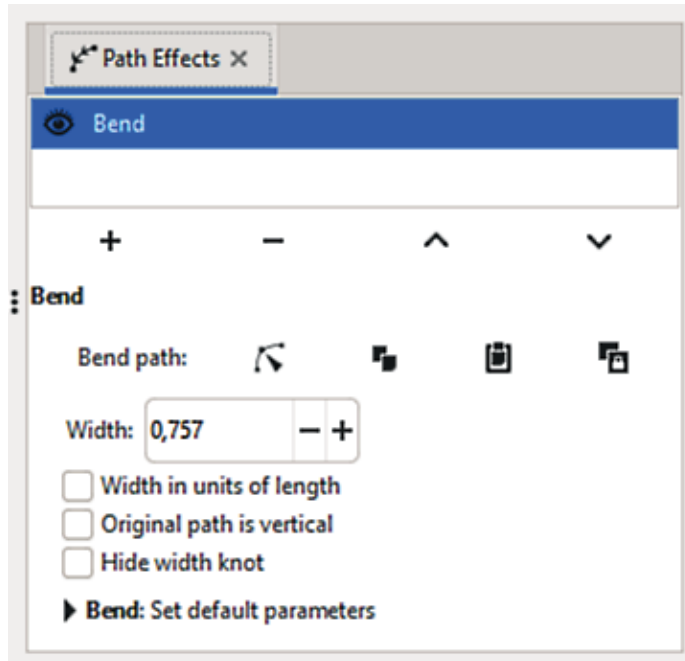 Path Effects
Bend
Bend
Bend path:
Width: 0,757
Width in units of length
Original path is vertical
Hide width knot
Bend: Set default parameters